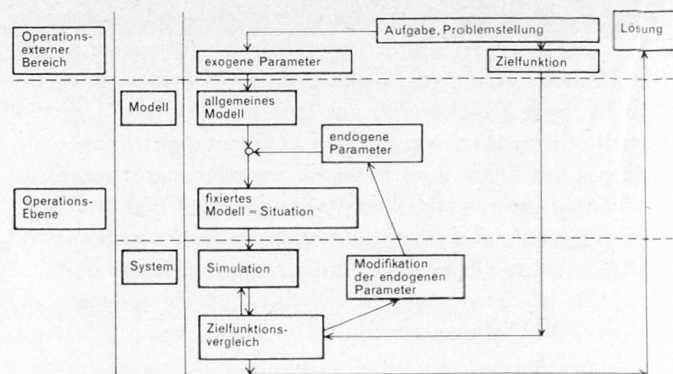 Aufgabe, Problemstellung
Lösung
Operations-
externer
Bereich
exogene Parameter
Zielfunktion
Modell
allgemeines
Modell
endogene
Parameter
Operations-
Ebene
fixiertes
Modell = Situation
System
Simulation
Modifikation
der endogenen
Parameter
Zielfunktions-
vergleich